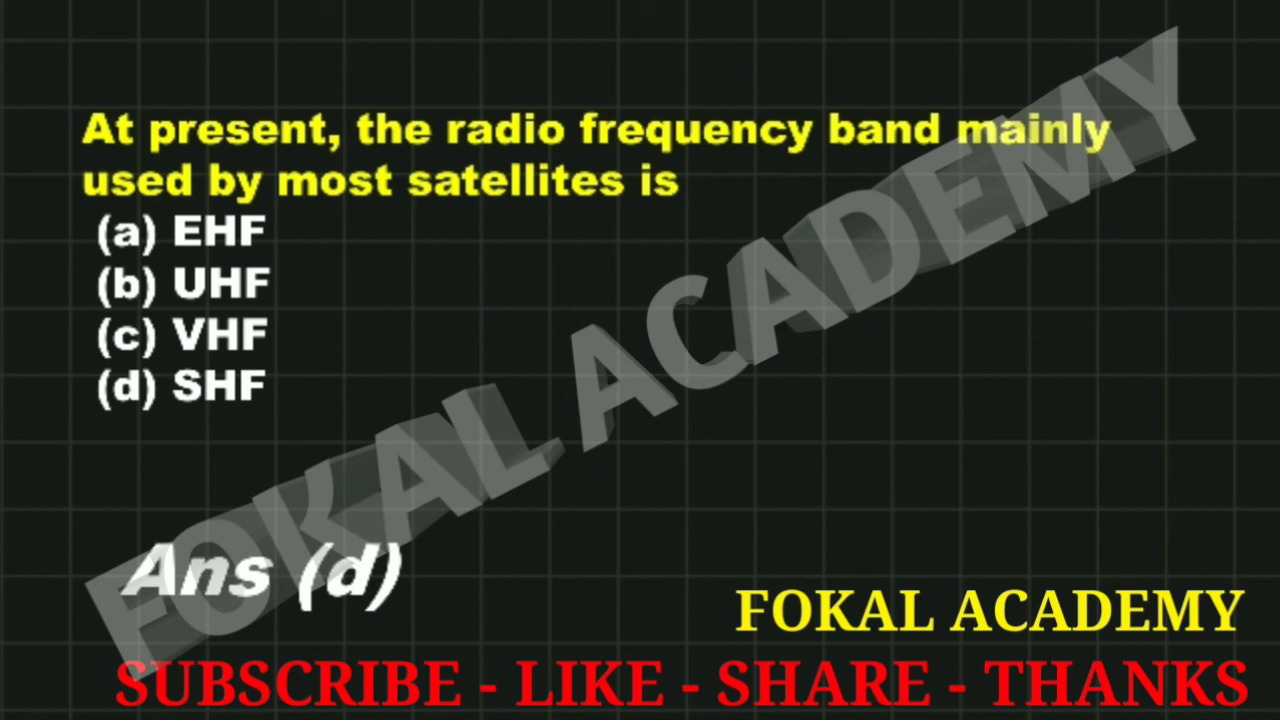 At present, the radio frequency band mainly
used by most satellites is
(a) EHF
(b) UHF
(c) VHF
(d) SHF
FOKAL ACADEMY
Ans (d)
FOKAL ACADEMY
SUBSCRIBE - LIKE - SHARE - THANKS